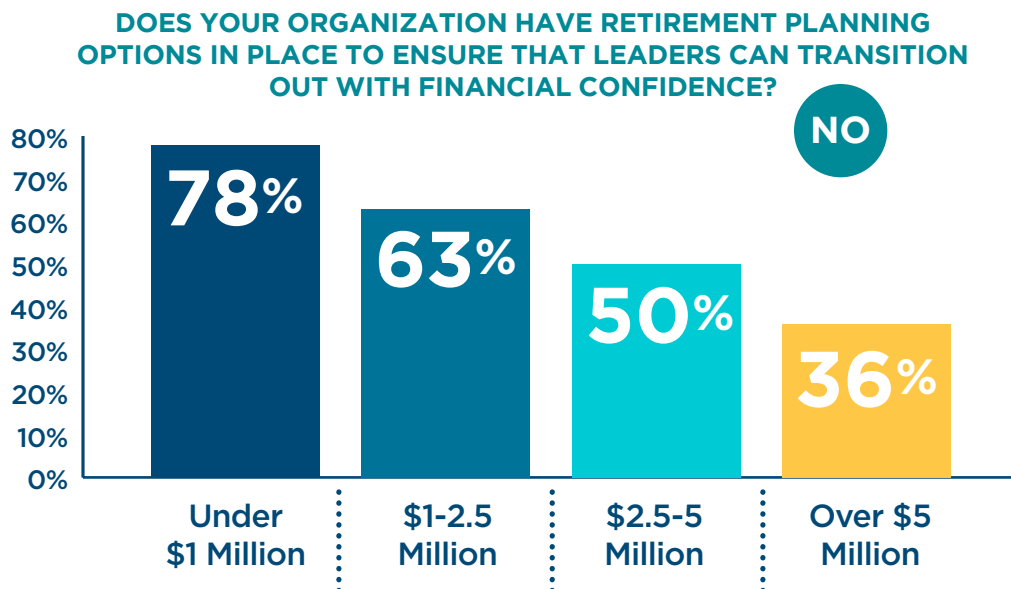 DOES YOUR ORGANIZATION HAVE RETIREMENT PLANNING
OPTIONS IN PLACE TO ENSURE THAT LEADERS CAN TRANSITION
OUT WITH FINANCIAL CONFIDENCE?
NO
80%
70%
60%
50%
40%
30%
20%
10%
0%
78%
63%
50%
36%
Under
$1 Million
$1-2.5
Million
$2.5-5
Million
Over $5
Million